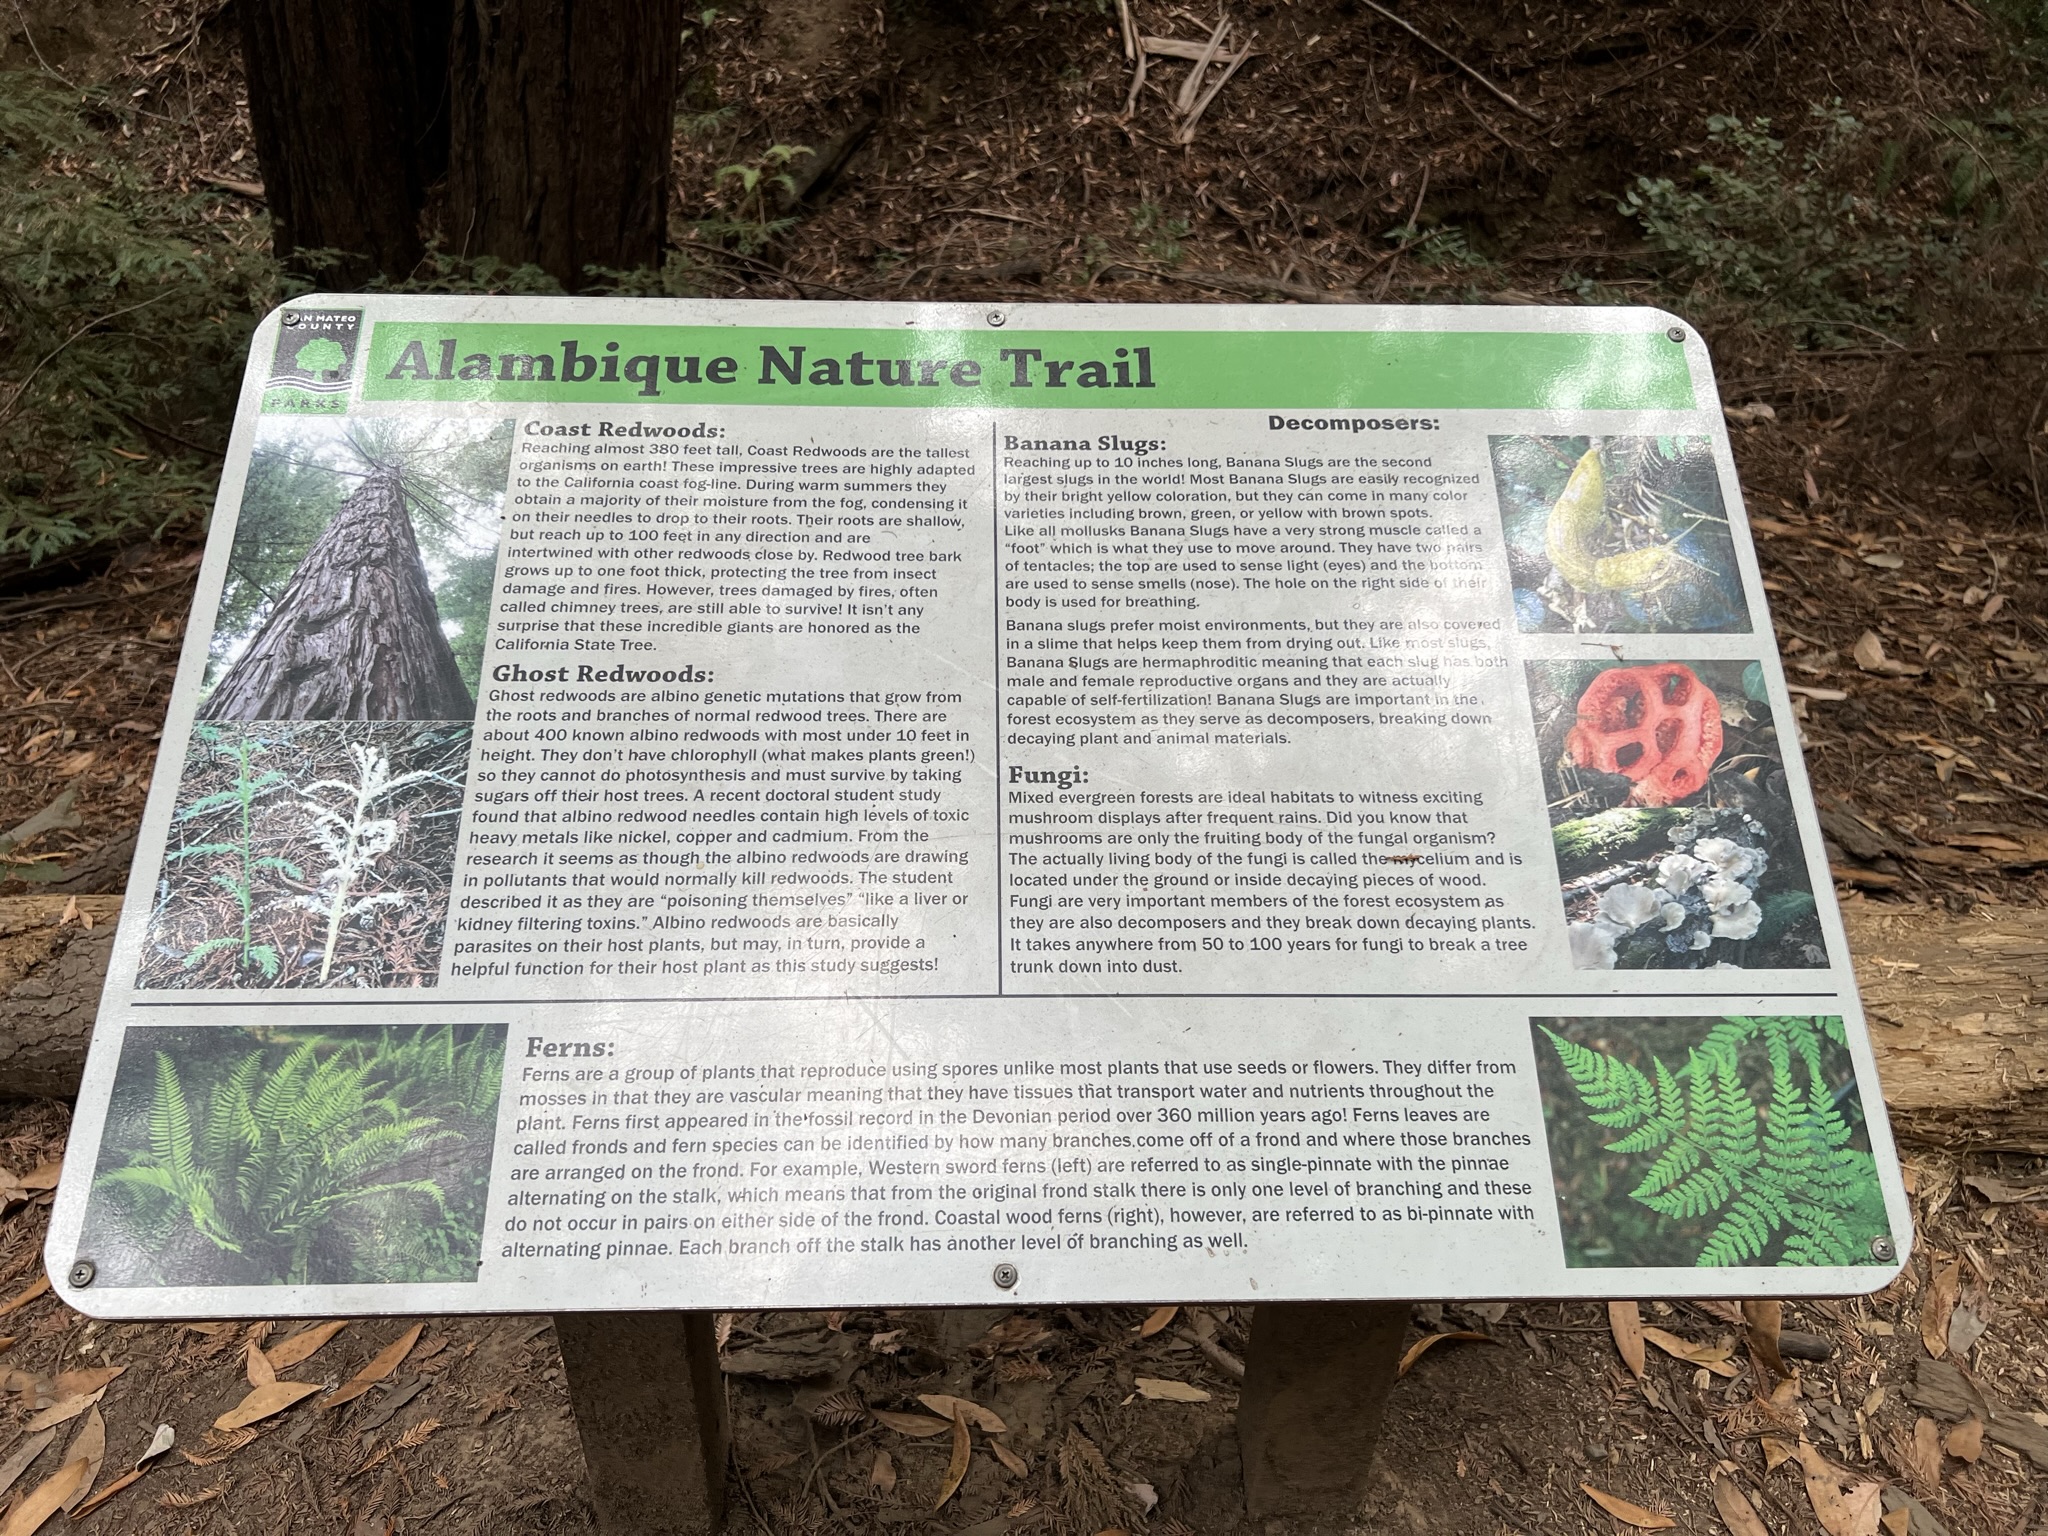 SAN MATEO
COUNTY
PARKS
Alambique Nature Trail
Coast Redwoods:
Reaching almost 380 feet tall, Coast Redwoods are the tallest
organisms on earth! These impressive trees are highly adapted
to the California coast fog-line. During warm summers they
obtain a majority of their moisture from the fog, condensing it
on their needles to drop to their roots. Their roots are shallow,
but reach up to 100 feet in any direction and are
intertwined with other redwoods close by. Redwood tree bark
grows up to one foot thick, protecting the tree from insect
damage and fires. However, trees damaged by fires, often
called chimney trees, are still able to survive! It isn't any
surprise that these incredible giants are honored as the
California State Tree.
Ghost Redwoods:
Ghost redwoods are albino genetic mutations that grow from
the roots and branches of normal redwood trees. There are
about 400 known albino redwoods with most under 10 feet in
height. They don't have chlorophyll (what makes plants green!)
so they cannot do photosynthesis and must survive by taking
sugars off their host trees. A recent doctoral student study
found that albino redwood needles contain high levels of toxic
heavy metals like nickel, copper and cadmium. From the
research it seems as though the albino redwoods are drawing
in pollutants that would normally kill redwoods. The student
described it as they are "poisoning themselves" "like a liver or
kidney filtering toxins." Albino redwoods are basically
parasites on their host plants, but may, in turn, provide a
helpful function for their host plant as this study suggests!
Decomposers:
Banana Slugs:
Reaching up to 10 inches long, Banana Slugs are the second
largest slugs in the world! Most Banana Slugs are easily recognized
by their bright yellow coloration, but they can come in many color
varieties including brown, green, or yellow with brown spots.
Like all mollusks Banana Slugs have a very strong muscle called a
"foot" which is what they use to move around. They have two pairs
of tentacles; the top are used to sense light (eyes) and the bottom
are used to sense smells (nose). The hole on the right side of their
body is used for breathing.
Banana slugs prefer moist environments, but they are also covered
in a slime that helps keep them from drying out. Like most slugs,
Banana Slugs are hermaphroditic meaning that each slug has both
male and female reproductive organs and they are actually
capable of self-fertilization! Banana Slugs are important in the
forest ecosystem as they serve as decomposers, breaking down
decaying plant and animal materials.
Fungi:
Mixed evergreen forests are ideal habitats to witness exciting
mushroom displays after frequent rains. Did you know that
mushrooms are only the fruiting body of the fungal organism?
The actually living body of the fungi is called the mycelium and is
located under the ground or inside decaying pieces of wood.
Fungi are very important members of the forest ecosystem as
they are also decomposers and they break down decaying plants.
It takes anywhere from 50 to 100 years for fungi to break a tree
trunk down into dust.
Ferns:
Ferns are a group of plants that reproduce using spores unlike most plants that use seeds or flowers. They differ from
mosses in that they are vascular meaning that they have tissues that transport water and nutrients throughout the
plant. Ferns first appeared in the fossil record in the Devonian period over 360 million years ago! Ferns leaves are
called fronds and fern species can be identified by how many branches come off of a frond and where those branches
are arranged on the frond. For example, Western sword ferns (left) are referred to as single-pinnate with the pinnae
alternating on the stalk, which means that from the original frond stalk there is only one level of branching and these
do not occur in pairs on either side of the frond. Coastal wood ferns (right), however, are referred to as bi-pinnate with
alternating pinnae. Each branch off the stalk has another level of branching as well.